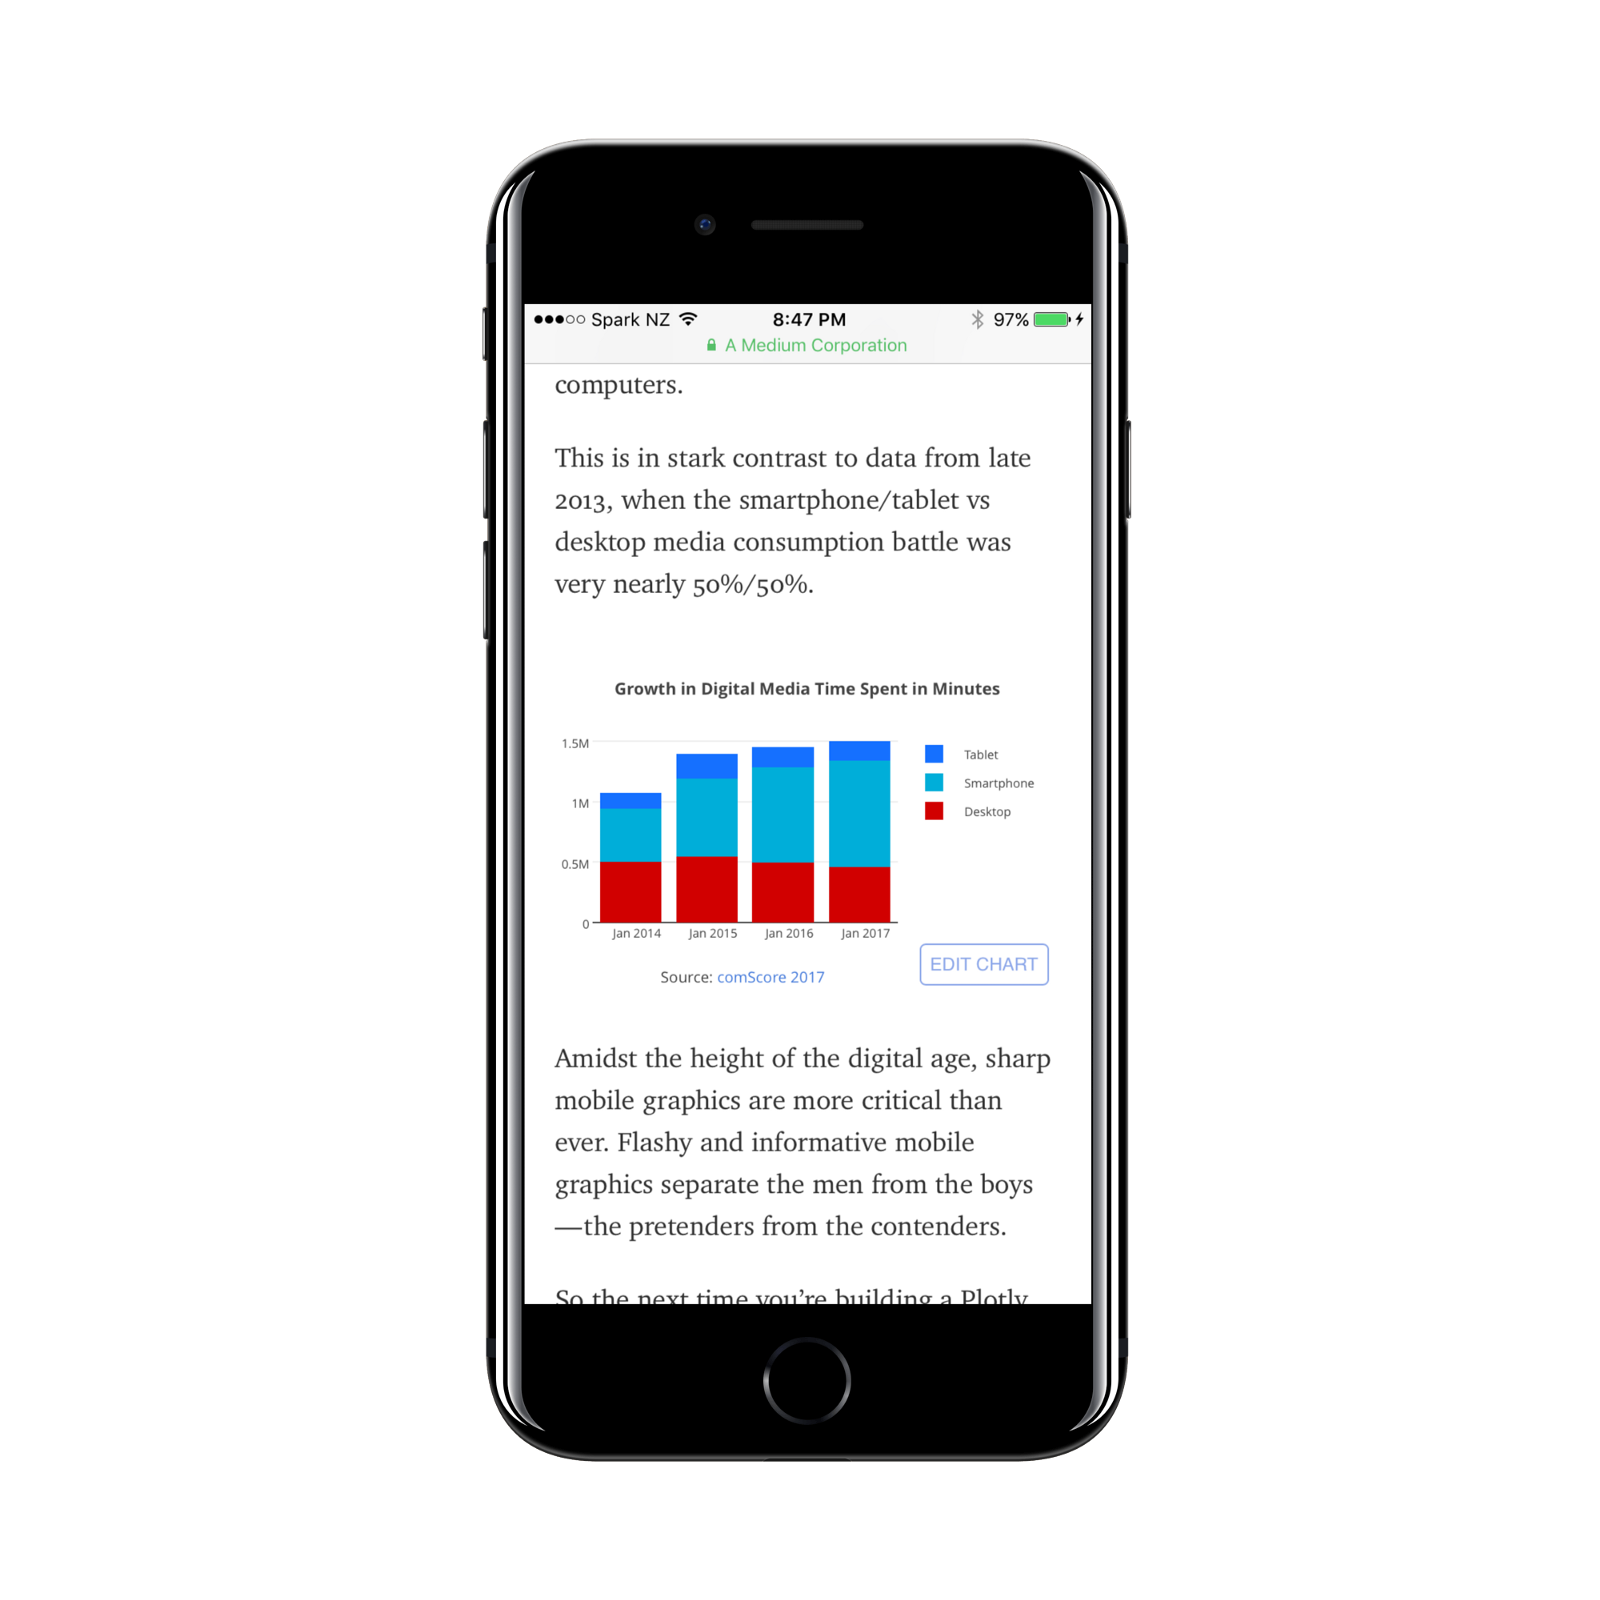 Spark NZ 8:47 PM 97%
A Medium Corporation
computers.
This is in stark contrast to data from late
2013, when the smartphone/tablet vs
desktop media consumption battle was
very nearly 50%/50%.
Growth in Digital Media Time Spent in Minutes
1.5M
1M
0.5M
0
Jan 2014 Jan 2015 Jan 2016 Jan 2017
Tablet
Smartphone
Desktop
Source: comScore 2017
EDIT CHART
Amidst the height of the digital age, sharp
mobile graphics are more critical than
ever. Flashy and informative mobile
graphics separate the men from the boys
—the pretenders from the contenders.
So the next time you’re building a Plotly